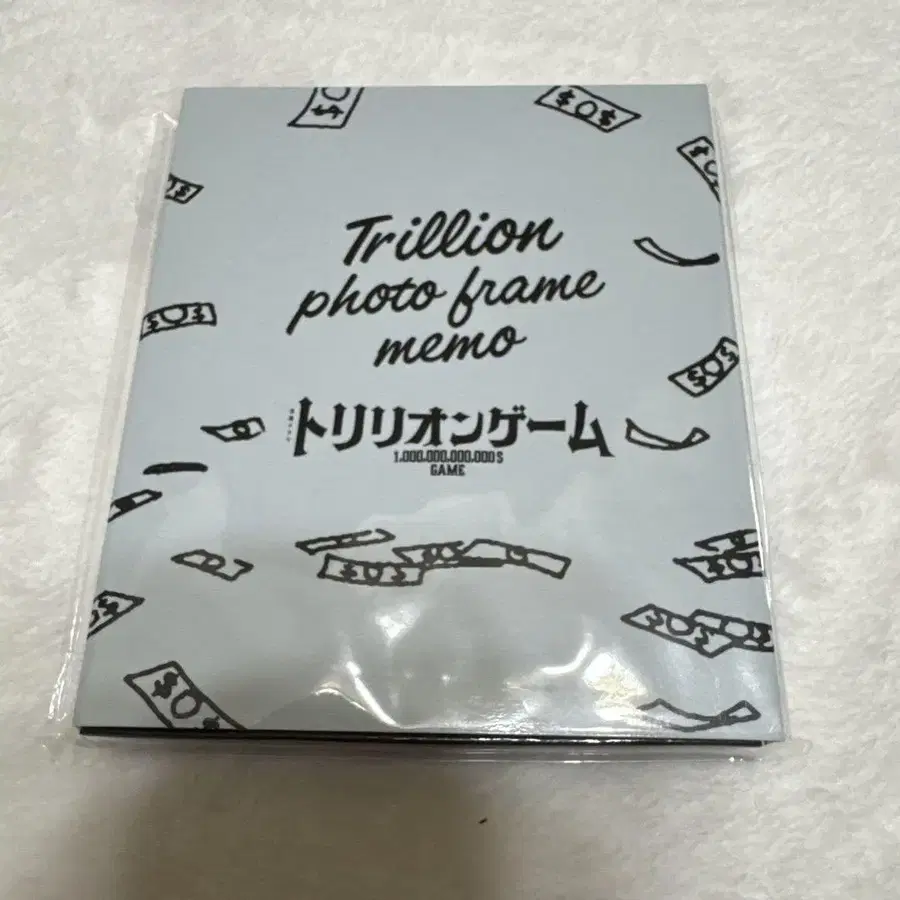 Trillion
photo frame
memo
トリリオンゲーム
1,000,000,000,000$
GAME